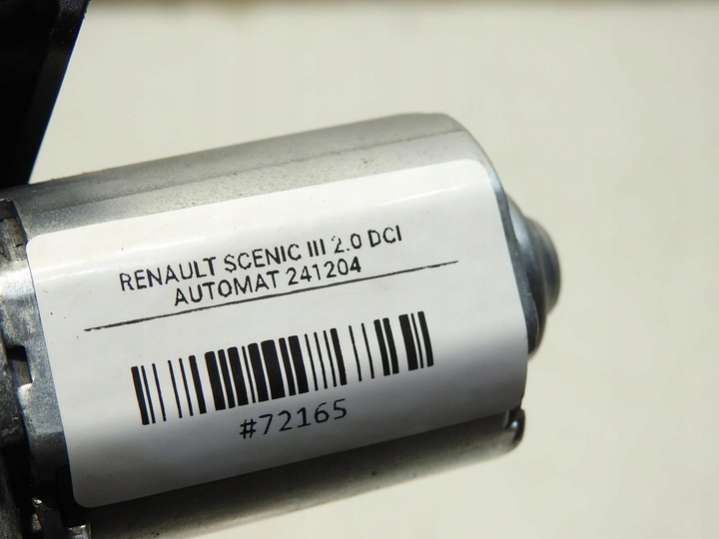 RENAULT SCENIC III 2.0 DCI
AUTOMAT 241204
#72165